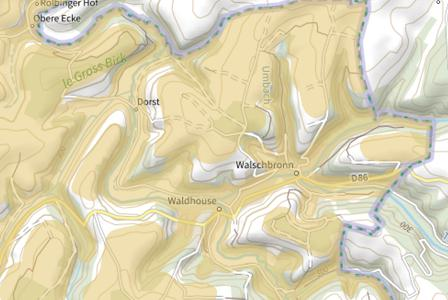 Rolbinger Hof
Obere Ecke
le Gross Birk
Umbach
Dorst
Walschbronn
D86
Waldhouse
300